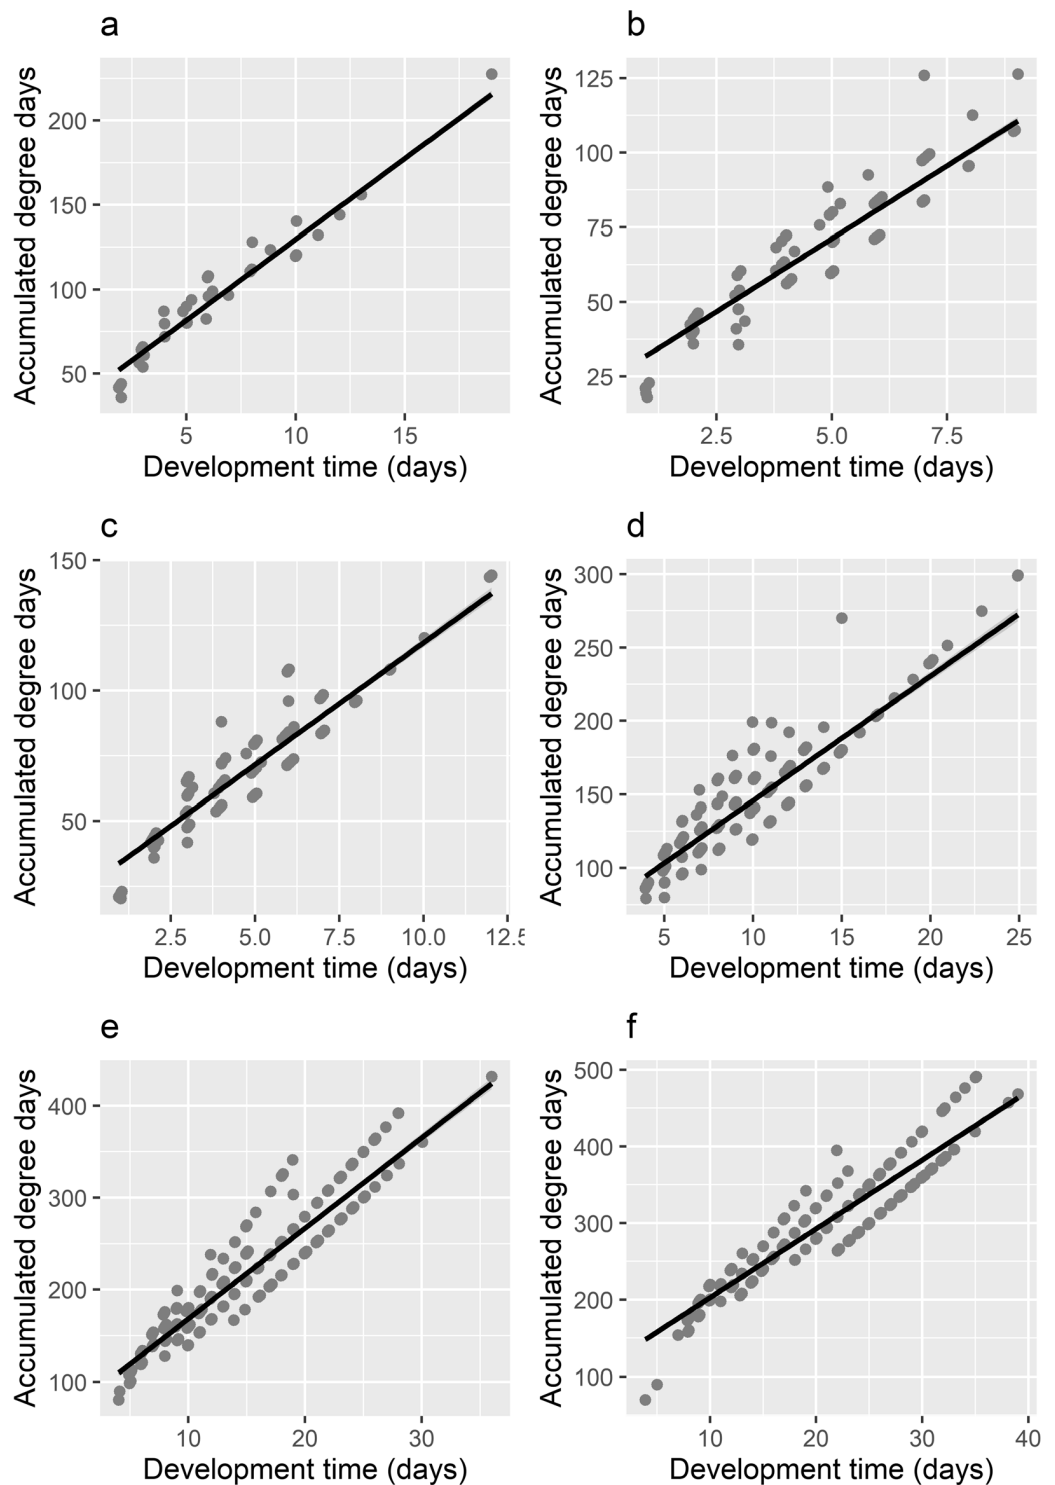 a
Accumulated degree days
200
150
100
50
5 10 15
Development time (days)
b
Accumulated degree days
125
100
75
50
25
2.5 5.0 7.5
Development time (days)
c
Accumulated degree days
150
100
50
2.5 5.0 7.5 10.0 12.5
Development time (days)
d
Accumulated degree days
300
250
200
150
100
5 10 15 20 25
Development time (days)
e
Accumulated degree days
400
300
200
100
10 20 30
Development time (days)
f
Accumulated degree days
500
400
300
200
100
10 20 30 40
Development time (days)